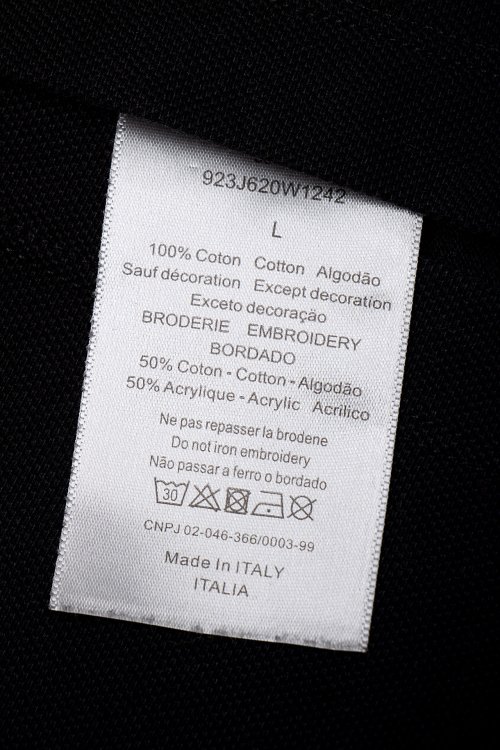 923J620W1242
L
100% Coton Cotton Algodão
Sauf décoration Except decoration
Exceto decoração
BRODERIE EMBROIDERY
BORDADO
50% Coton - Cotton - Algodão
50% Acrylique - Acrylic Acrilico
Ne pas repasser la brodene
Do not iron embroidery
Não passar a ferro o bordado
30
CNPJ 02-046-366/0003-99
Made In ITALY
ITALIA